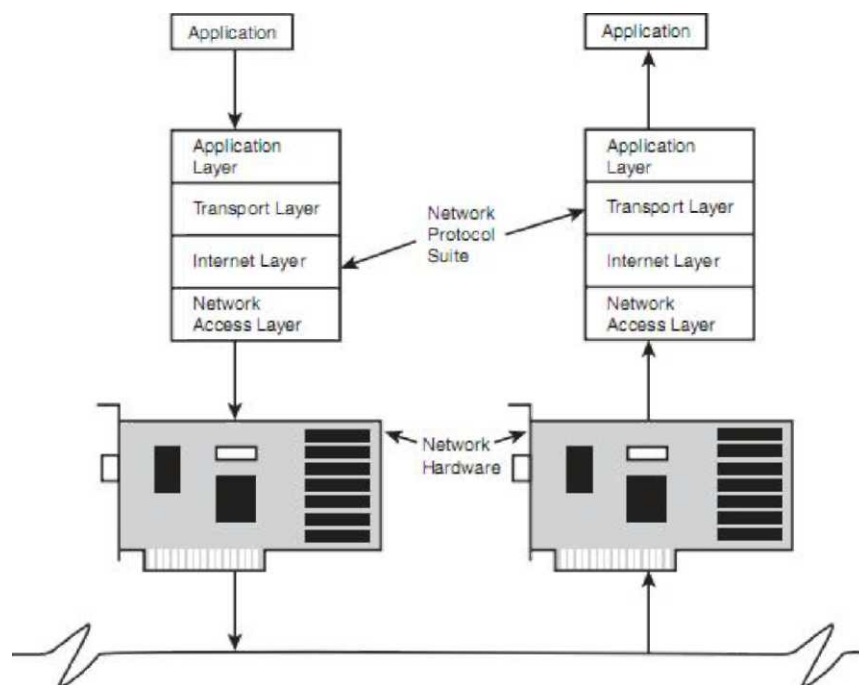 Application
Application
Application
Layer
Transport Layer
Internet Layer
Network
Access Layer
Network
Protocol
Suite
Application
Layer
Transport Layer
Internet Layer
Network
Access Layer
Network
Hardware